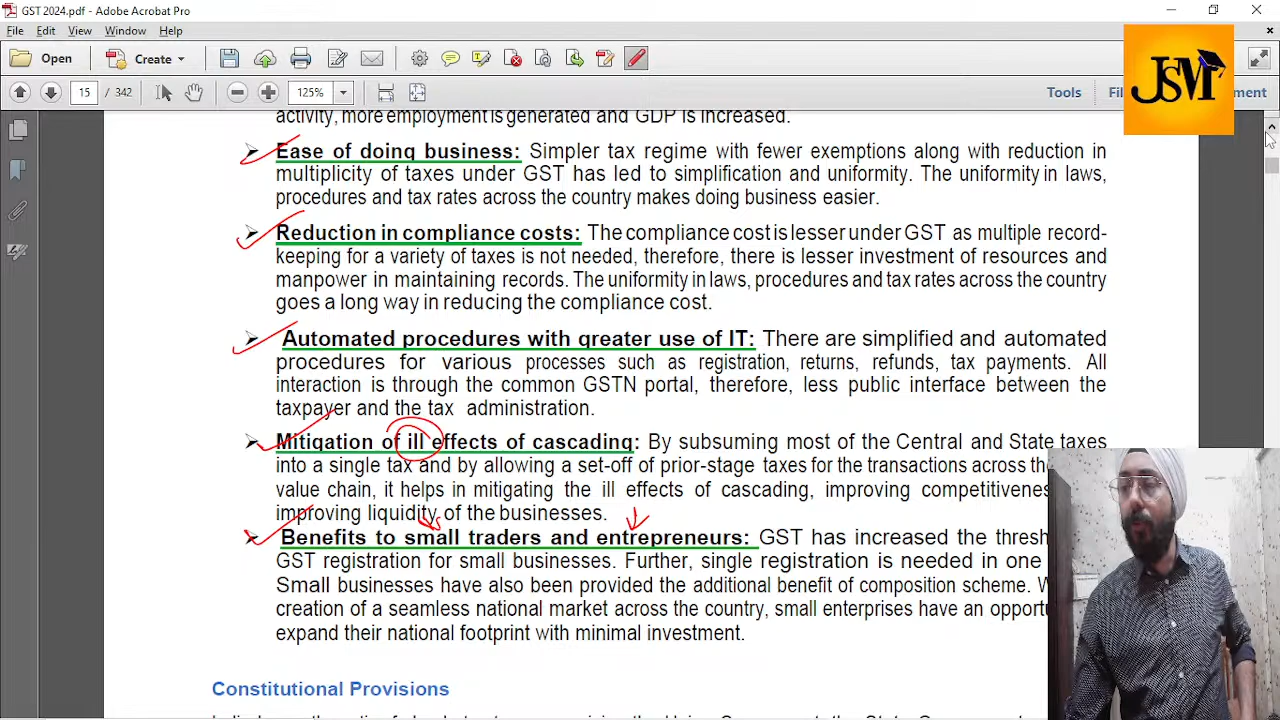 GST 2024.pdf - Adobe Acrobat Pro
File Edit View Window Help
Open Create
15 / 342 125% Tools Fil ment
JSM
activity, more employment is generated and GDP is increased.
➢ Ease of doing business: Simpler tax regime with fewer exemptions along with reduction in
multiplicity of taxes under GST has led to simplification and uniformity. The uniformity in laws,
procedures and tax rates across the country makes doing business easier.
➢ Reduction in compliance costs: The compliance cost is lesser under GST as multiple record-
keeping for a variety of taxes is not needed, therefore, there is lesser investment of resources and
manpower in maintaining records. The uniformity in laws, procedures and tax rates across the country
goes a long way in reducing the compliance cost.
➢ Automated procedures with greater use of IT: There are simplified and automated
procedures for various processes such as registration, returns, refunds, tax payments. All
interaction is through the common GSTN portal, therefore, less public interface between the
taxpayer and the tax administration.
➢ Mitigation of ill effects of cascading: By subsuming most of the Central and State taxes
into a single tax and by allowing a set-off of prior-stage taxes for the transactions across the
value chain, it helps in mitigating the ill effects of cascading, improving competitivenes
improving liquidity of the businesses.
➢ Benefits to small traders and entrepreneurs: GST has increased the thresh
GST registration for small businesses. Further, single registration is needed in one
Small businesses have also been provided the additional benefit of composition scheme. W
creation of a seamless national market across the country, small enterprises have an opportu
expand their national footprint with minimal investment.
Constitutional Provisions